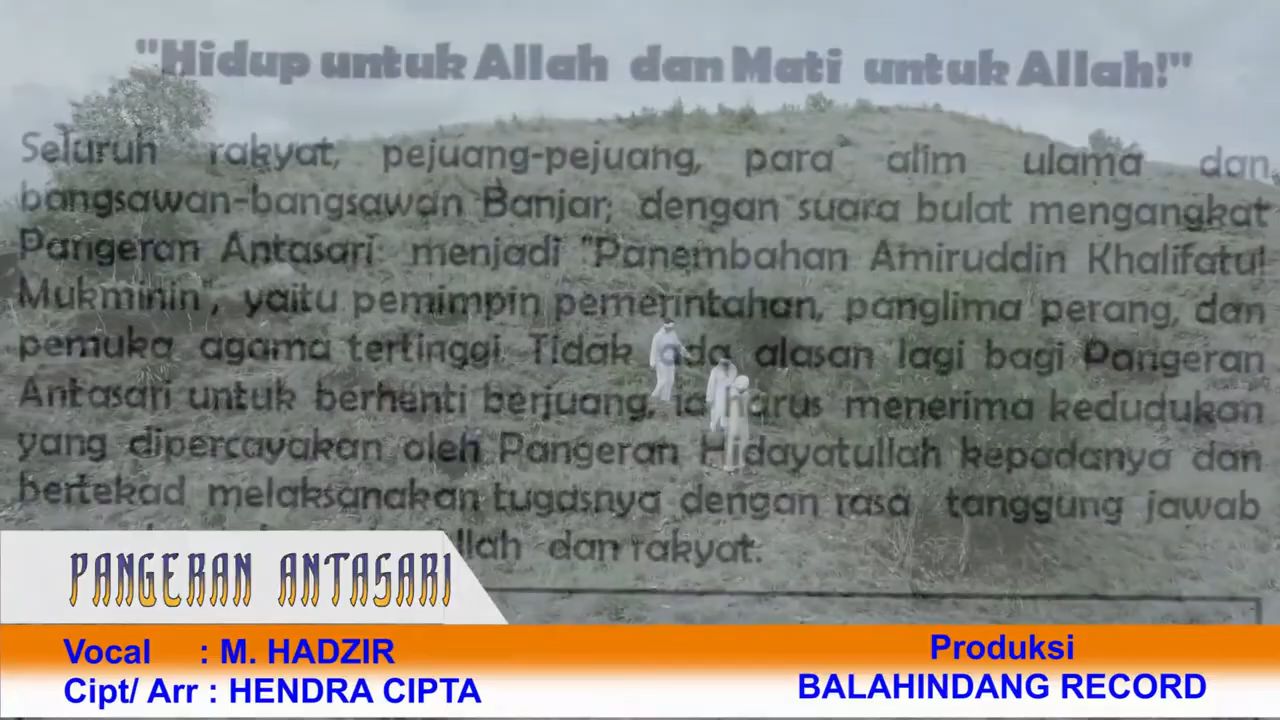 "Hidup untuk Allah dan Mati untuk Allah!"
Seluruh rakyat, pejuang-pejuang, para alim ulama dan
bangsawan-bangsawan Banjar, dengan suara bulat mengangkat
Pangeran Antasari menjadi "Panembahan Amiruddin Khalifatul
Mukminin", yaitu pemimpin pemerintahan, panglima perang, dan
pemuka agama tertinggi. Tidak ada alasan lagi bagi Pangeran
Antasari untuk berhenti berjuang, ia harus menerima kedudukan
yang dipercayakan oleh Pangeran Hidayatullah kepadanya dan
bertekad melaksanakan tugasnya dengan rasa tanggung jawab
llah dan rakyat.
PANGERAN ANTASARI
Vocal : M. HADZIR
Cipt/ Arr : HENDRA CIPTA
Produksi
BALAHINDANG RECORD